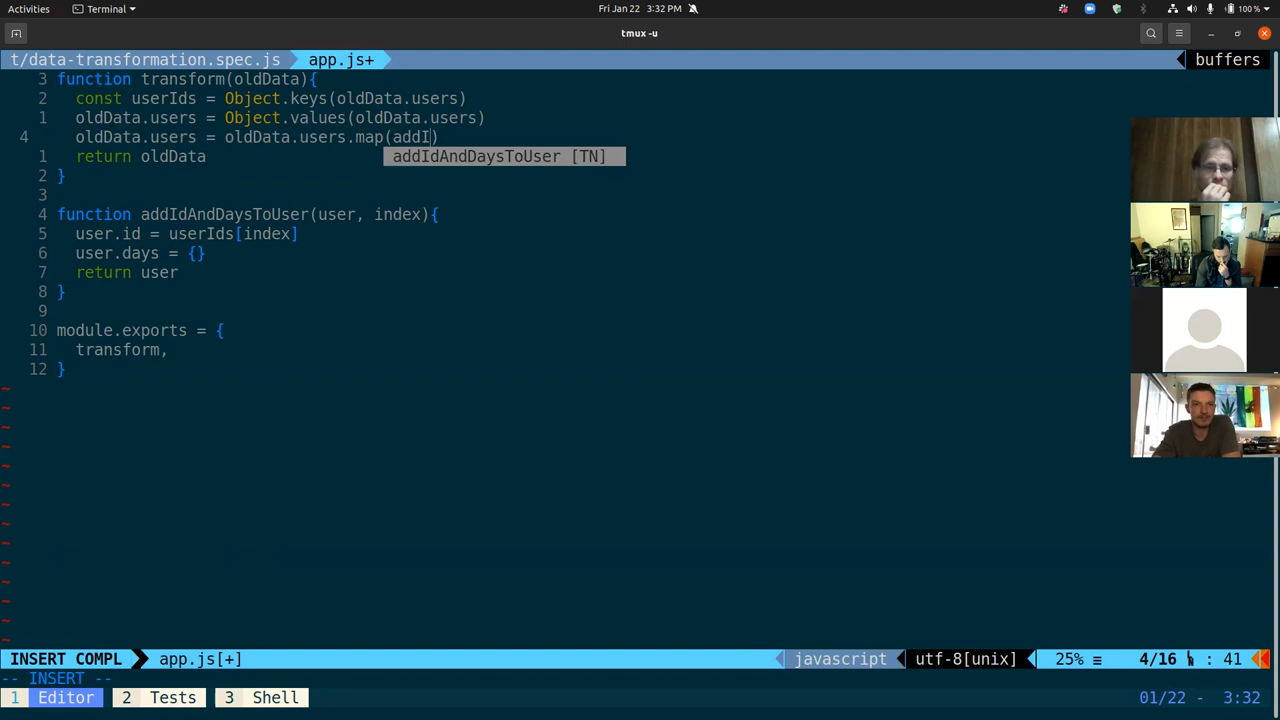 Activities Terminal Fri Jan 22 3:32 PM 100 %
tmux -u
t/data-transformation.spec.js app.js+ buffers
3 function transform(oldData){
2 const userIds = Object.keys(oldData.users)
1 oldData.users = Object.values(oldData.users)
4 oldData.users = oldData.users.map(addI)
1 return oldData addIdAndDaysToUser [TN]
2 }
3
4 function addIdAndDaysToUser(user, index){
5 user.id = userIds[index]
6 user.days = {}
7 return user
8 }
9
10 module.exports = {
11 transform,
12 }
~
~
~
~
~
~
~
~
~
~
~
~
~
~
INSERT COMPL app.js[+] javascript utf-8[unix] 25% ≡ 4/16 : 41
-- INSERT --
1 Editor 2 Tests 3 Shell 01/22 - 3:32